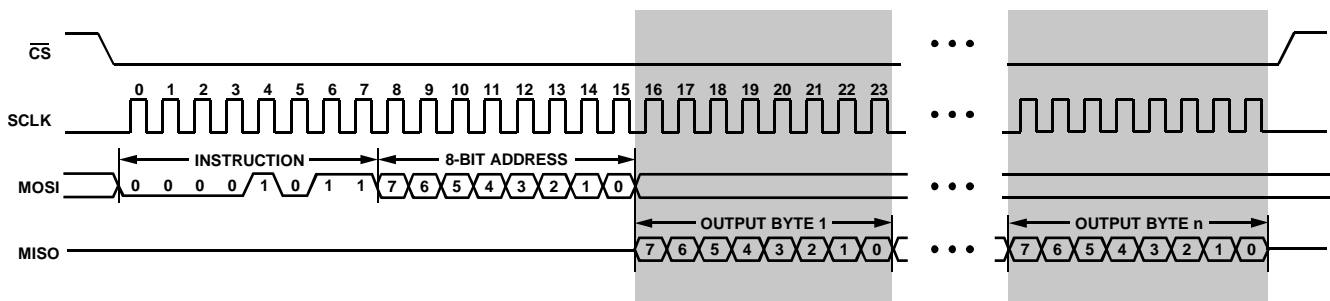 CS
0 1 2 3 4 5 6 7 8 9 10 11 12 13 14 15 16 17 18 19 20 21 22 23
SCLK
INSTRUCTION 8-BIT ADDRESS
MOSI 0 0 0 0 1 0 1 1 7 6 5 4 3 2 1 0
OUTPUT BYTE 1 OUTPUT BYTE n
MISO 7 6 5 4 3 2 1 0 7 6 5 4 3 2 1 0